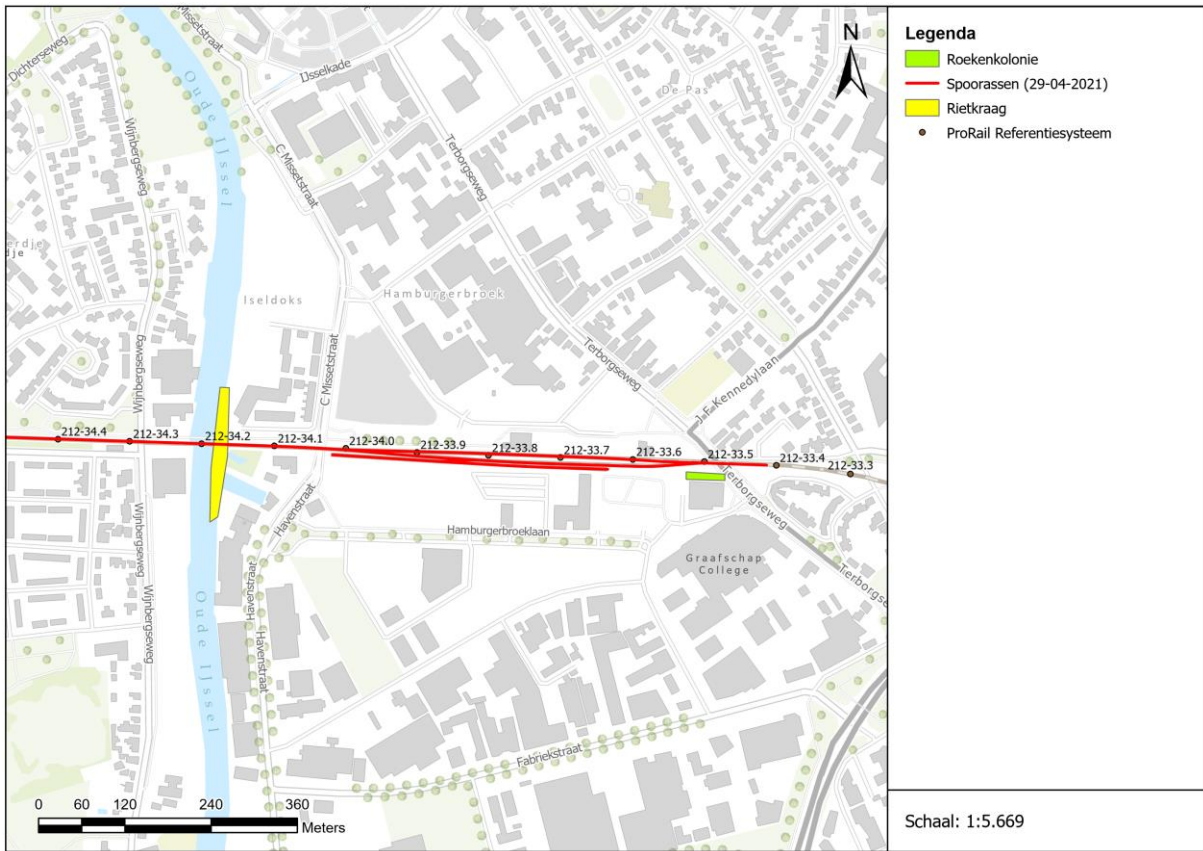 Dichterseweg
Missetstraat
IJsselkade
De Pas
Wijnbergseweg
Oude IJssel
C Missetstraat
Terborgseweg
Iseldoks
Hamburgerbroek
Wijnbergseweg
C Missetstraat
Terborgseweg
J.F. Kennedylaan
212-34.4
212-34.3
212-34.2
212-34.1
212-34.0
212-33.9
212-33.8
212-33.7
212-33.6
212-33.5
212-33.4
212-33.3
Terborgseweg
Havenstraat
Hamburgerbroeklaan
Wijnbergseweg
Graafschap
College
Havenstraat
Wijnbergseweg
Oude IJssel
Havenstraat
Fabriekstraat
0 60 120 240 360
Meters
N
Legenda
Roekenkolonie
Spoorassen (29-04-2021)
Rietkraag
ProRail Referentiesysteem
Schaal: 1:5.669